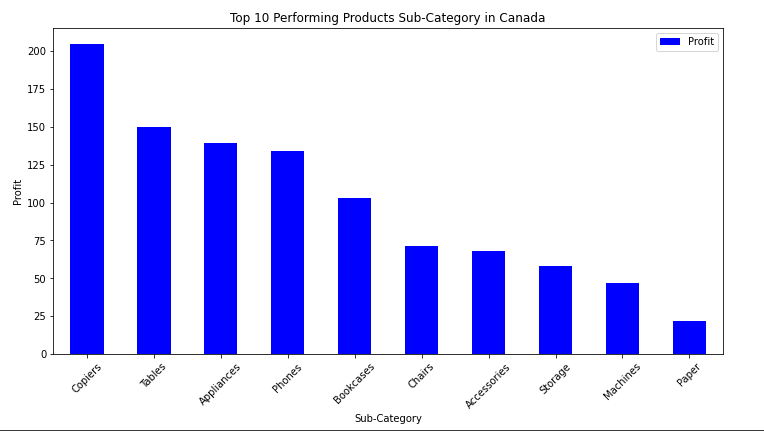 Top 10 Performing Products Sub-Category in Canada
Profit
200
175
150
125
100
75
50
25
0
Profit
Copiers
Tables
Appliances
Phones
Bookcases
Chairs
Accessories
Storage
Machines
Paper
Sub-Category